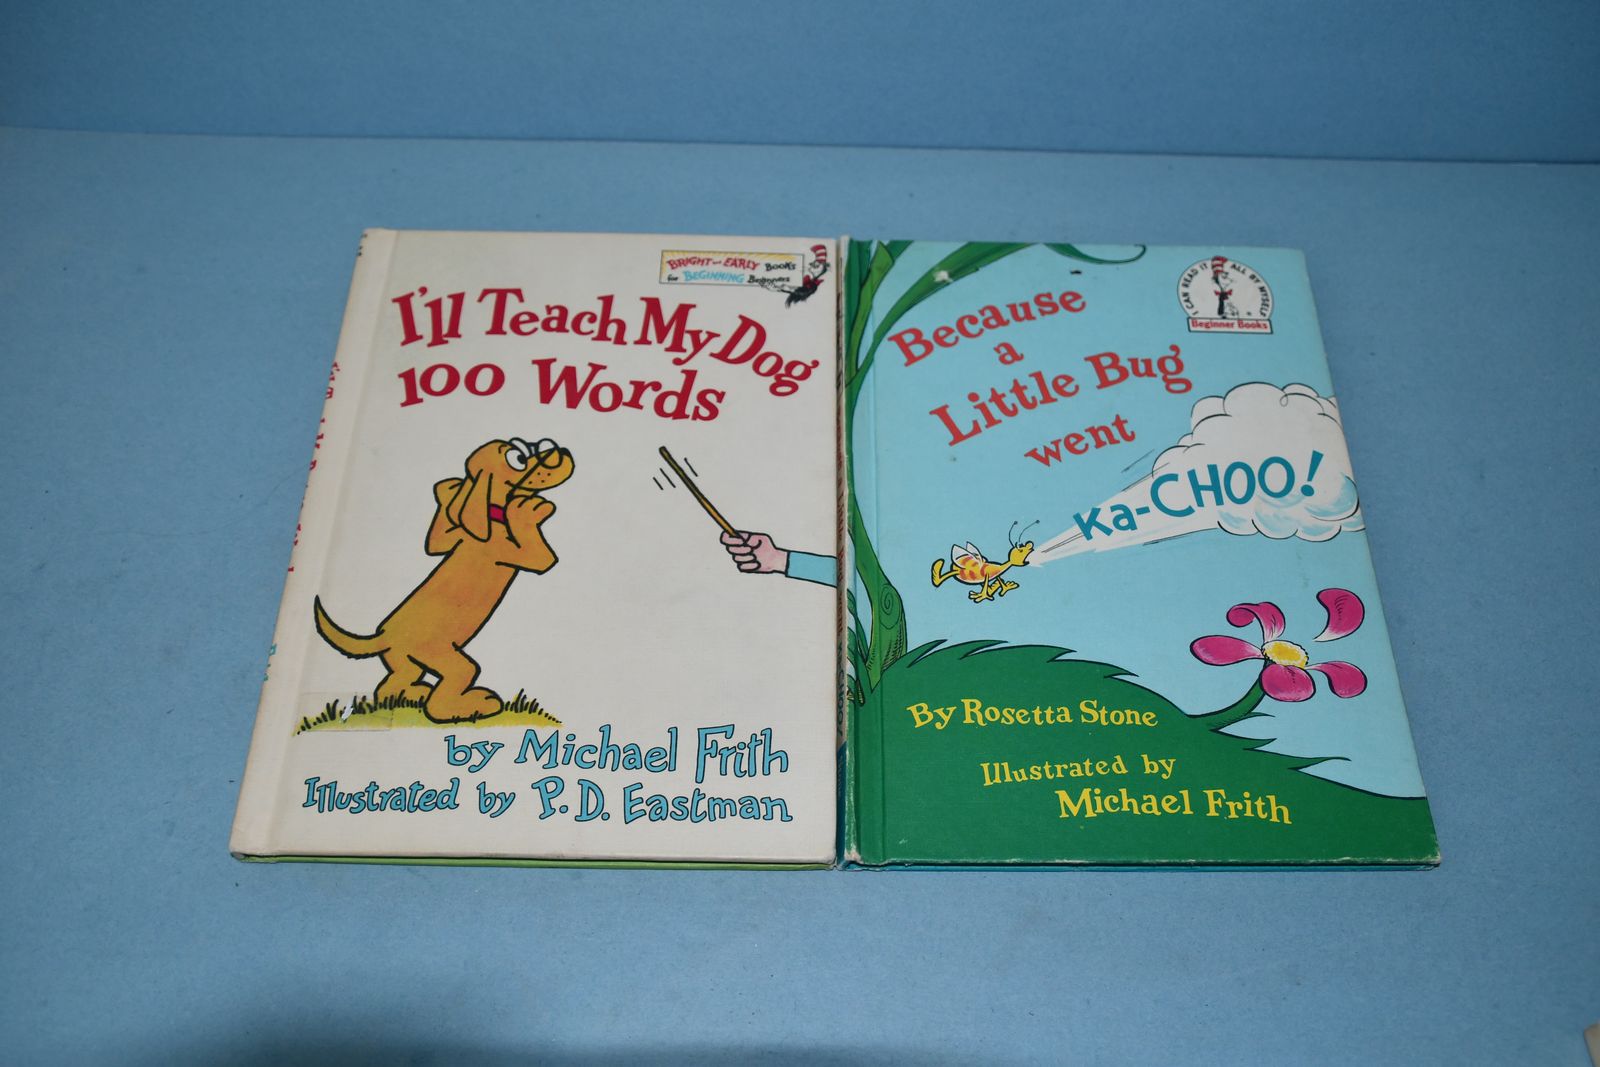 BRIGHT and EARLY Books
for BEGINNING Beginners
I'll Teach My Dog
100 Words
by Michael Frith
Illustrated by P.D. Eastman
I CAN READ IT ALL BY MYSELF
Beginner Books
Because
a
Little Bug
went
Ka-CHOO!
By Rosetta Stone
Illustrated by
Michael Frith